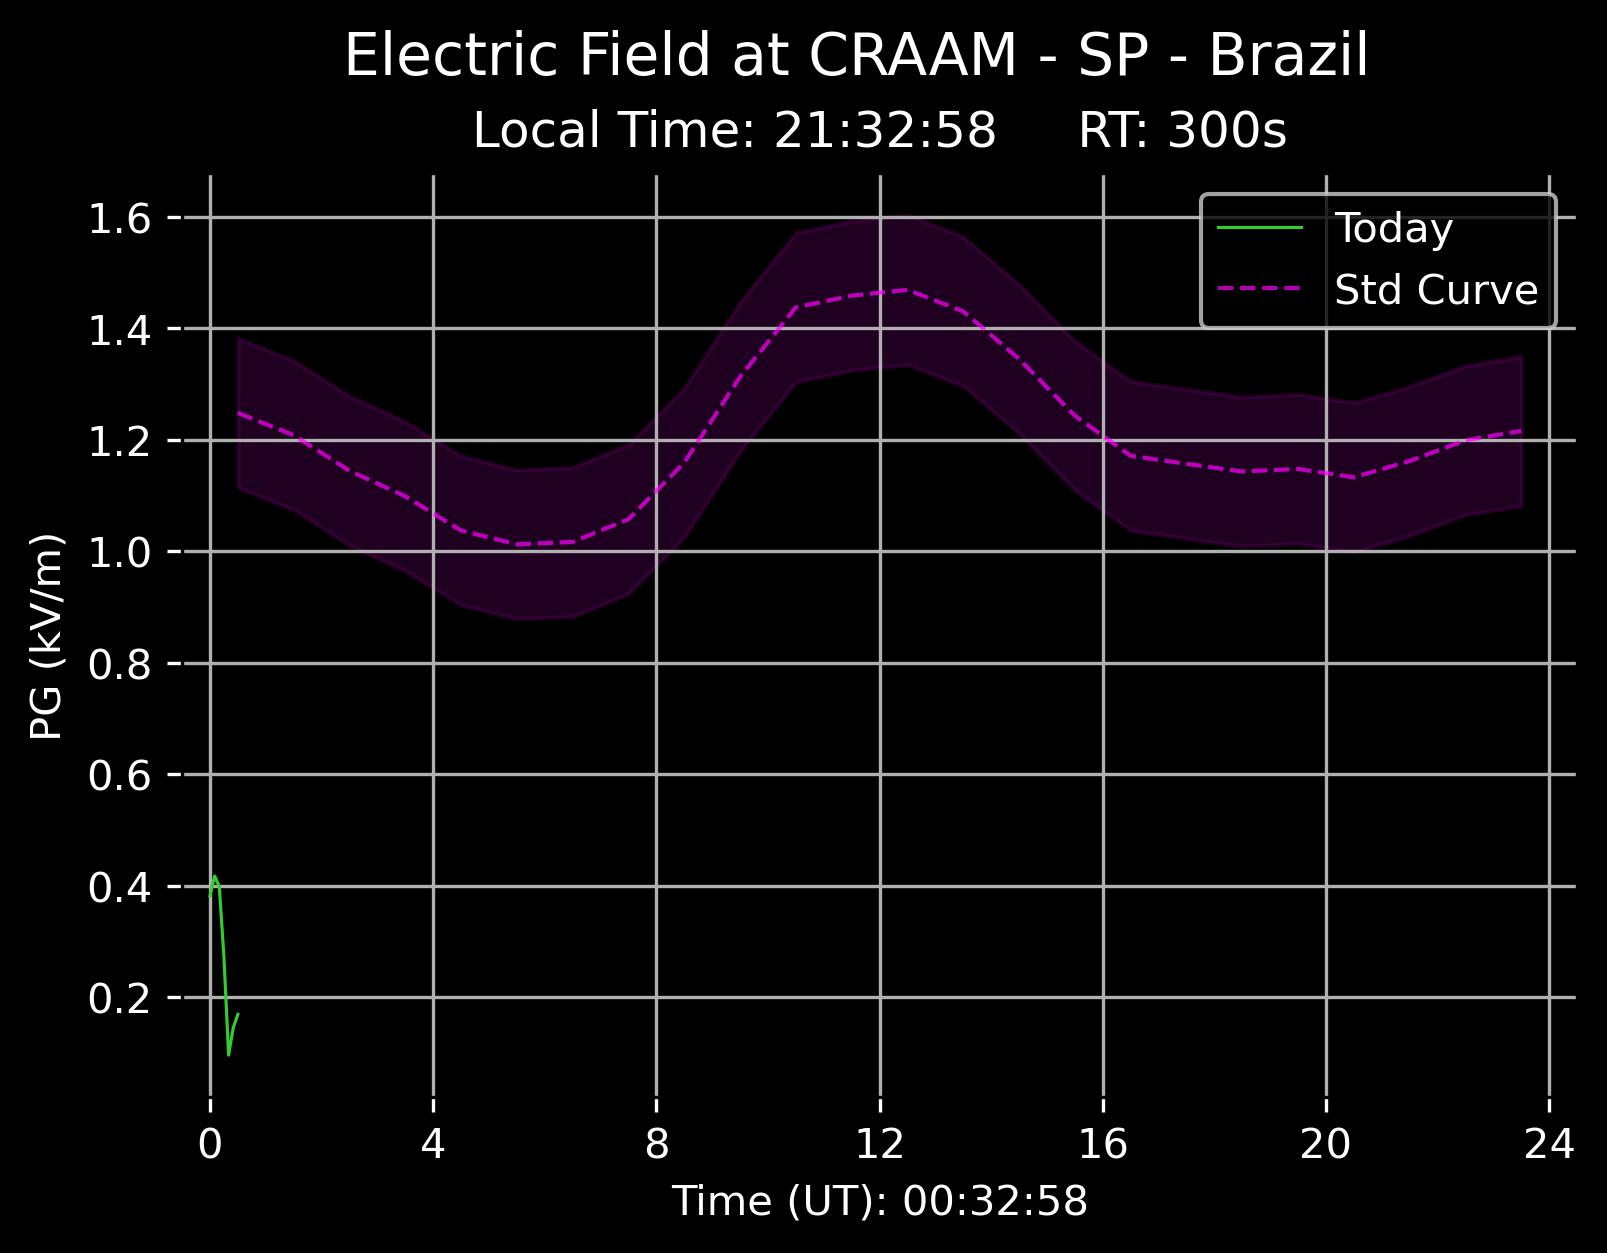 Electric Field at CRAAM - SP - Brazil
Local Time: 21:32:58 RT: 300s
Today
Std Curve
PG (kV/m)
1.6
1.4
1.2
1.0
0.8
0.6
0.4
0.2
0 4 8 12 16 20 24
Time (UT): 00:32:58